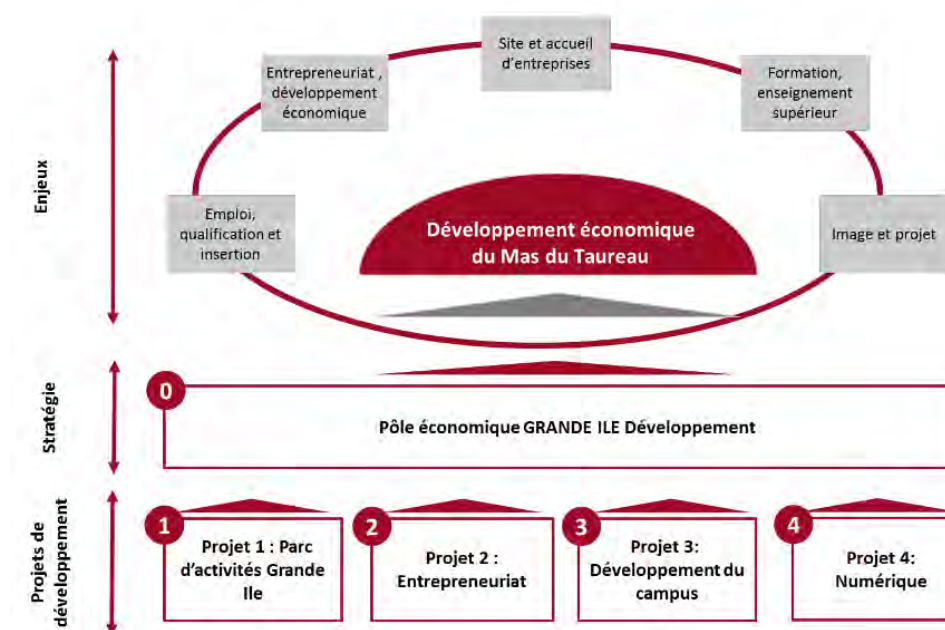 Enjeux
Site et accueil
d'entreprises
Entrepreneuriat ,
développement
économique
Formation,
enseignement
supérieur
Emploi,
qualification et
insertion
Développement économique
du Mas du Taureau
Image et projet
Stratégie
0
Pôle économique GRANDE ILE Développement
Projets de
développement
1
Projet 1 : Parc
d'activités Grande
Ile
2
Projet 2 :
Entrepreneuriat
3
Projet 3:
Développement du
campus
4
Projet 4:
Numérique